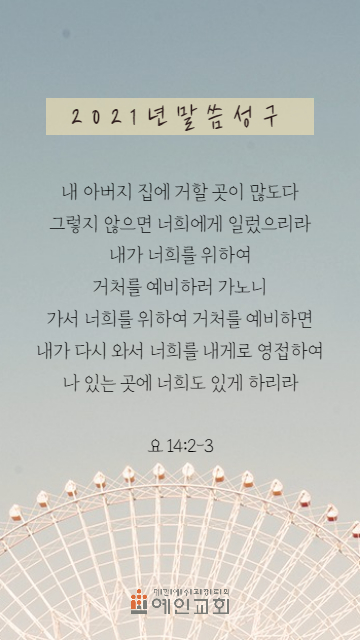 2021년말씀성구
내 아버지 집에 거할 곳이 많도다
그렇지 않으면 너희에게 일렀으리라
내가 너희를 위하여
거처를 예비하러 가노니
가서 너희를 위하여 거처를 예비하면
내가 다시 와서 너희를 내게로 영접하여
나 있는 곳에 너희도 있게 하리라
요 14:2-3
예인교회